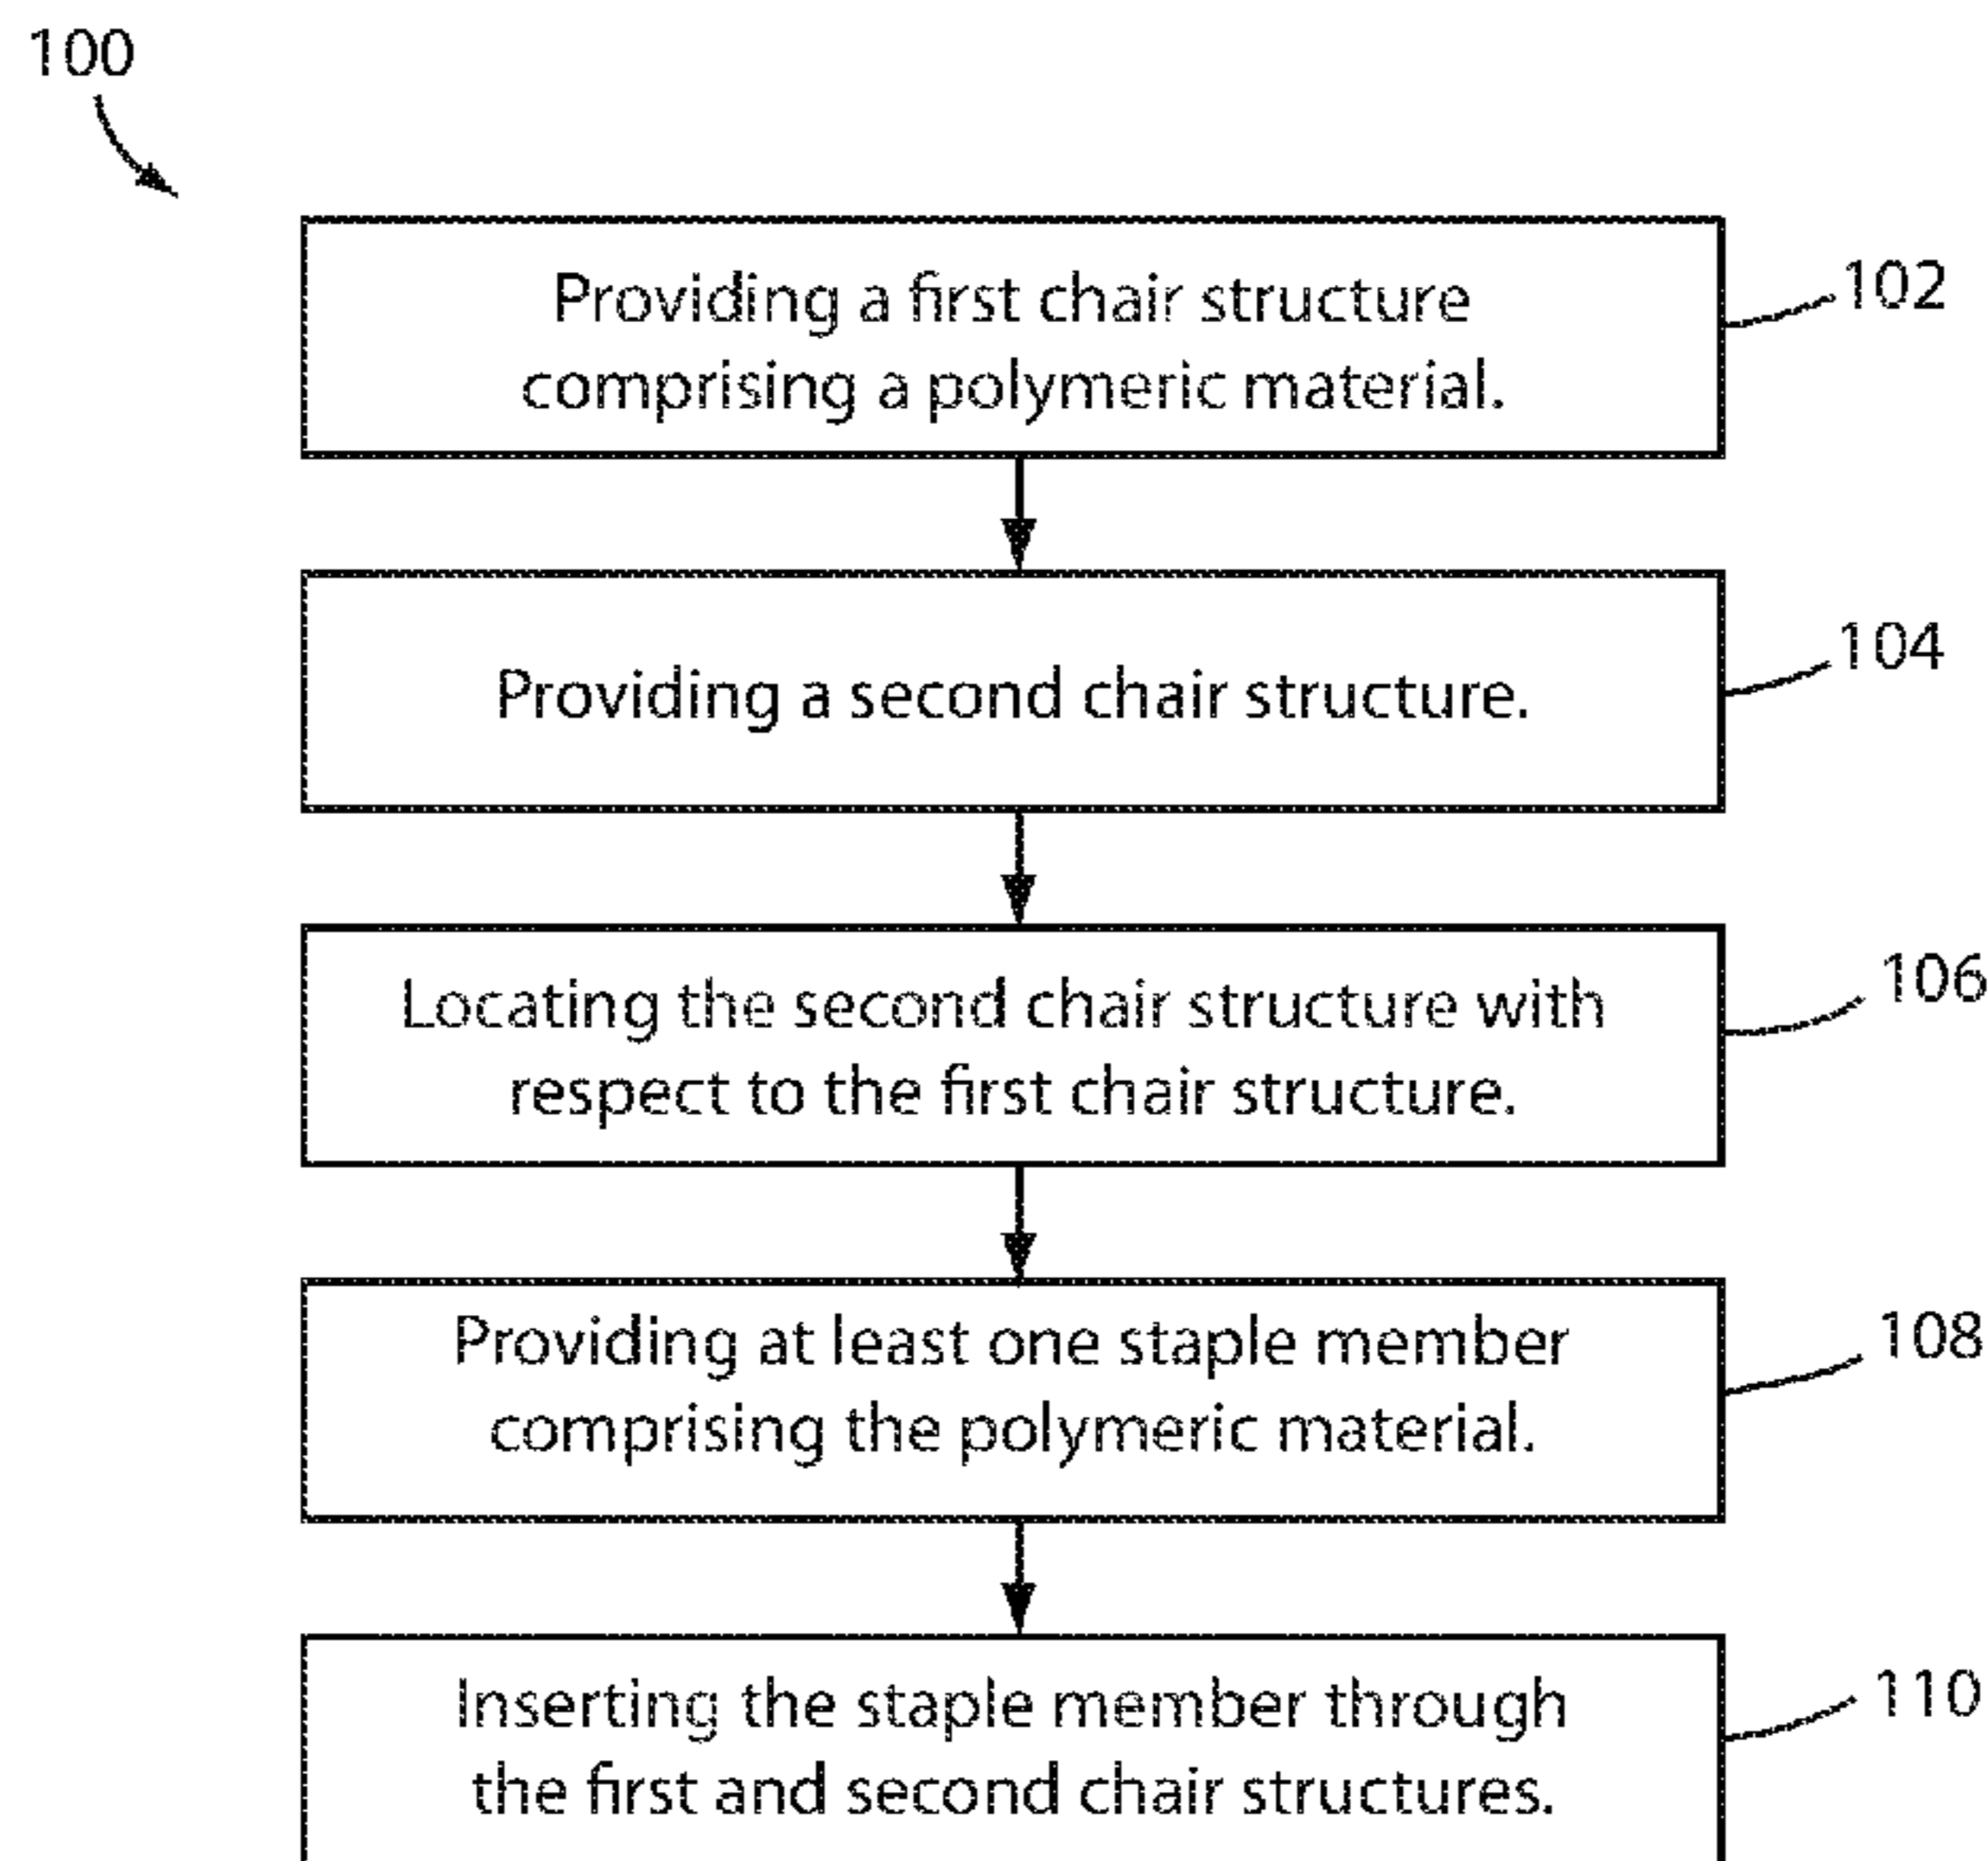 100
Providing a first chair structure
comprising a polymeric material.
102
Providing a second chair structure.
104
Locating the second chair structure with
respect to the first chair structure.
106
Providing at least one staple member
comprising the polymeric material.
108
Inserting the staple member through
the first and second chair structures.
110